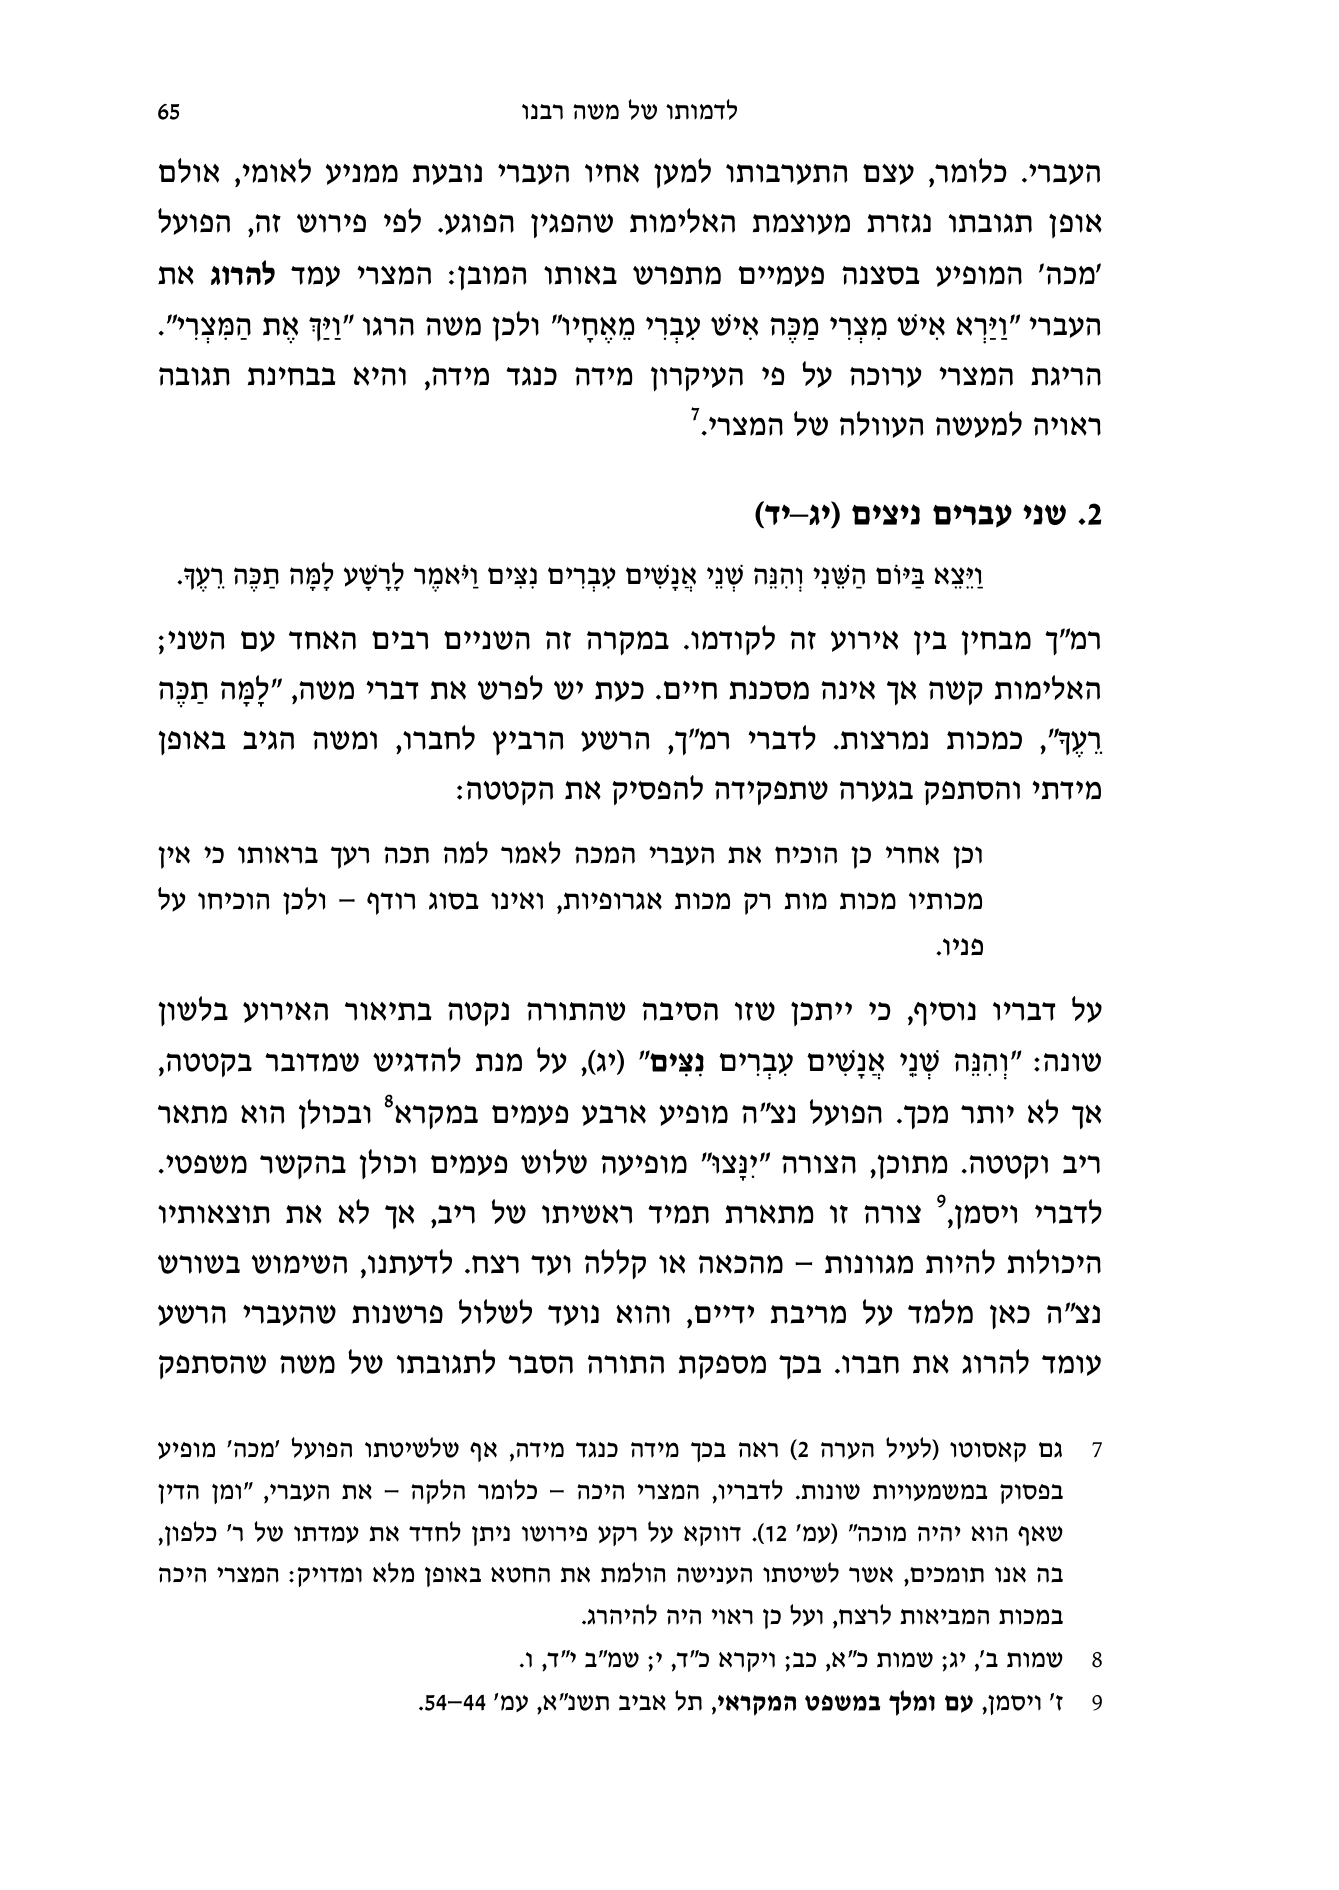 לדמותו של משה רבנו 65
העברי. כלומר, עצם התערבותו למען אחיו העברי נובעת ממניע לאומי, אולם
אופן תגובתו נגזרת מעוצמת האלימות שהפגין הפוגע. לפי פירוש זה, הפועל
'מכה' המופיע בסצנה פעמיים מתפרש באותו המובן: המצרי עמד להרוג את
העברי "וַיַּרְא אִישׁ מִצְרִי מַכֶּה אִישׁ עִבְרִי מֵאֶחָיו" ולכן משה הרגו "וַיַּךְ אֶת הַמִּצְרִי".
הריגת המצרי ערוכה על פי העיקרון מידה כנגד מידה, והיא בבחינת תגובה
ראויה למעשה העוולה של המצרי.7
2. שני עברים ניצים (יג–יד)
וַיֵּצֵא בַּיּוֹם הַשֵּׁנִי וְהִנֵּה שְׁנֵי אֲנָשִׁים עִבְרִים נִצִּים וַיֹּאמֶר לָרָשָׁע לָמָּה תַכֶּה רֵעֶךָ.
רמ"ך מבחין בין אירוע זה לקודמו. במקרה זה השניים רבים האחד עם השני;
האלימות קשה אך אינה מסכנת חיים. כעת יש לפרש את דברי משה, "לָמָּה תַכֶּה
רֵעֶךָ", כמכות נמרצות. לדברי רמ"ך, הרשע הרביץ לחברו, ומשה הגיב באופן
מידתי והסתפק בגערה שתפקידה להפסיק את הקטטה:
וכן אחרי כן הוכיח את העברי המכה לאמר למה תכה רעך בראותו כי אין
מכותיו מכות מות רק מכות אגרופיות, ואינו בסוג רודף – ולכן הוכיחו על
פניו.
על דבריו נוסיף, כי ייתכן שזו הסיבה שהתורה נקטה בתיאור האירוע בלשון
שונה: "וְהִנֵּה שְׁנֵי אֲנָשִׁים עִבְרִים נִצִּים" (יג), על מנת להדגיש שמדובר בקטטה,
אך לא יותר מכך. הפועל נצ"ה מופיע ארבע פעמים במקרא8 ובכולן הוא מתאר
ריב וקטטה. מתוכן, הצורה "יִנָּצוּ" מופיעה שלוש פעמים וכולן בהקשר משפטי.
לדברי ויסמן,9 צורה זו מתארת תמיד ראשיתו של ריב, אך לא את תוצאותיו
היכולות להיות מגוונות – מהכאה או קללה ועד רצח. לדעתנו, השימוש בשורש
נצ"ה כאן מלמד על מריבת ידיים, והוא נועד לשלול פרשנות שהעברי הרשע
עומד להרוג את חברו. בכך מספקת התורה הסבר לתגובתו של משה שהסתפק
7 גם קאסוטו (לעיל הערה 2) ראה בכך מידה כנגד מידה, אף שלשיטתו הפועל 'מכה' מופיע
בפסוק במשמעויות שונות. לדבריו, המצרי היכה – כלומר הלקה – את העברי, "ומן הדין
שאף הוא יהיה מוכה" (עמ' 12). דווקא על רקע פירושו ניתן לחדד את עמדתו של ר' כלפון,
בה אנו תומכים, אשר לשיטתו הענישה הולמת את החטא באופן מלא ומדויק: המצרי היכה
במכות המביאות לרצח, ועל כן ראוי היה להיהרג.
8 שמות ב', יג; שמות כ"א, כב; ויקרא כ"ד, י; שמ"ב י"ד, ו.
9 ז' ויסמן, עם ומלך במשפט המקראי, תל אביב תשנ"א, עמ' 44–54.